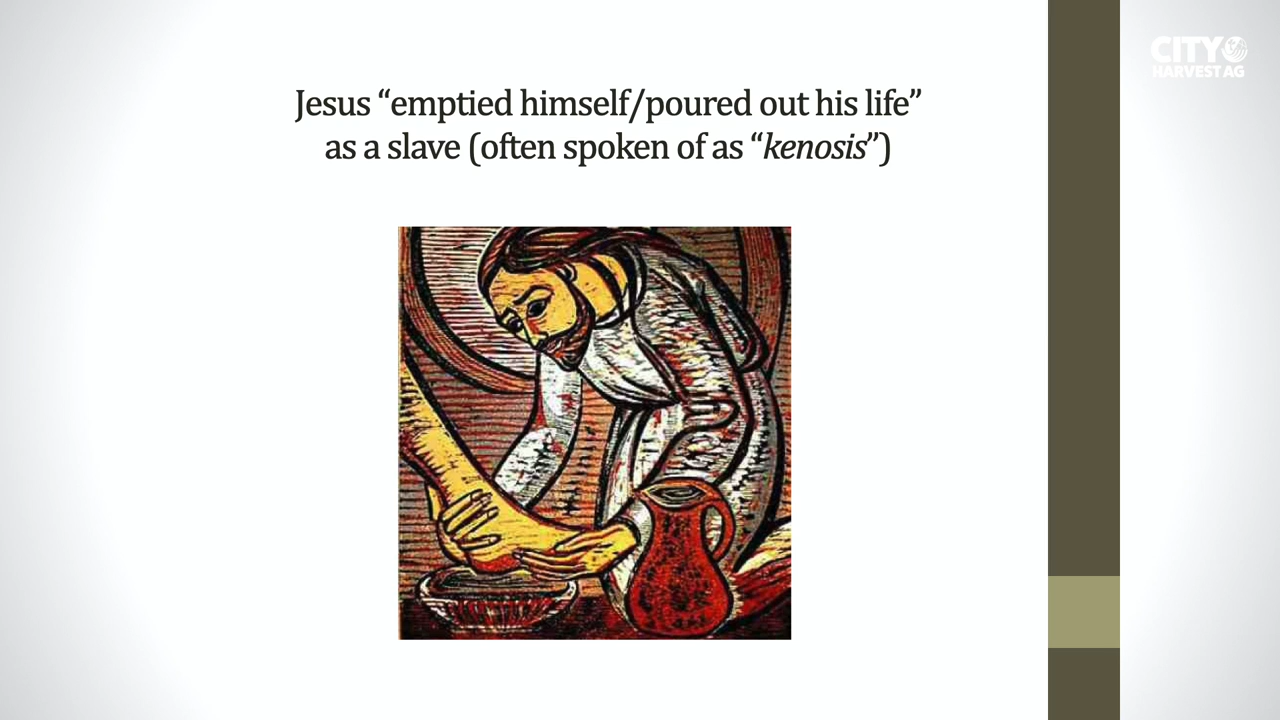 CITY
HARVEST AG
Jesus “emptied himself/poured out his life”
as a slave (often spoken of as “kenosis”)